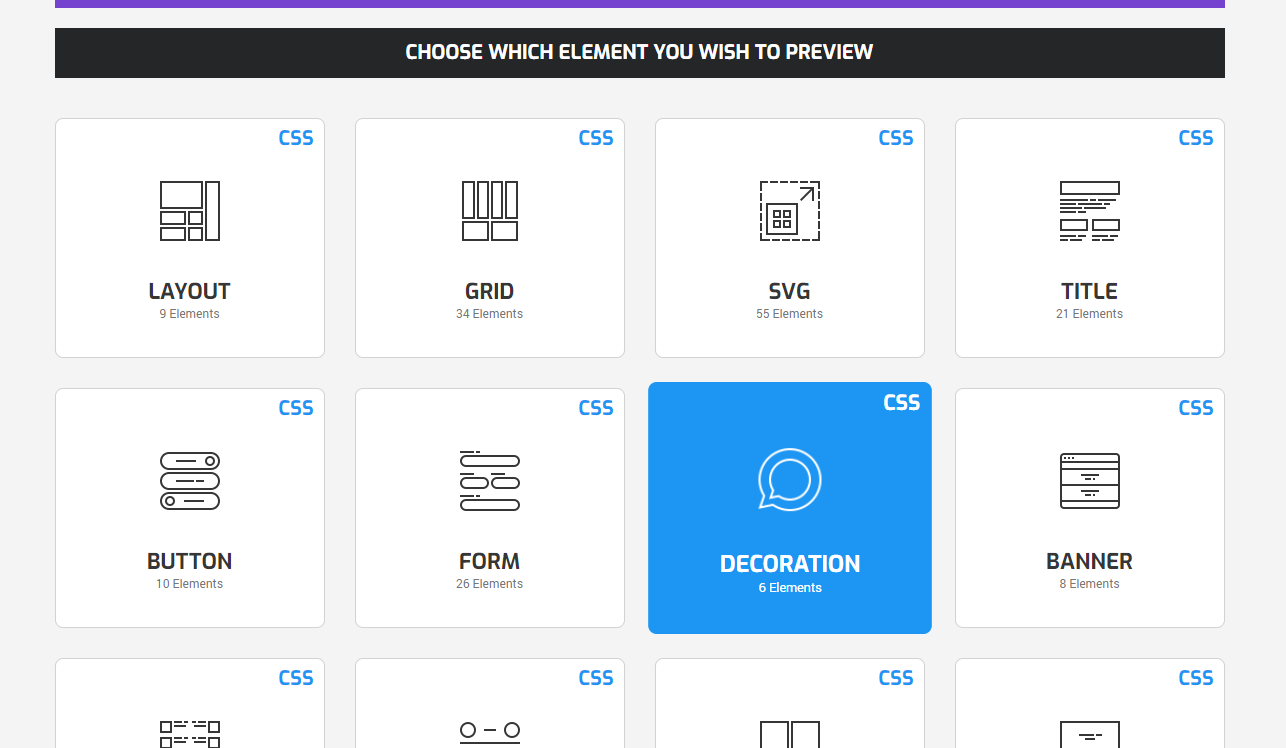 CHOOSE WHICH ELEMENT YOU WISH TO PREVIEW
CSS
LAYOUT
9 Elements
CSS
GRID
34 Elements
CSS
SVG
55 Elements
CSS
TITLE
21 Elements
CSS
BUTTON
10 Elements
CSS
FORM
26 Elements
CSS
DECORATION
6 Elements
CSS
BANNER
8 Elements
CSS
CSS
CSS
CSS